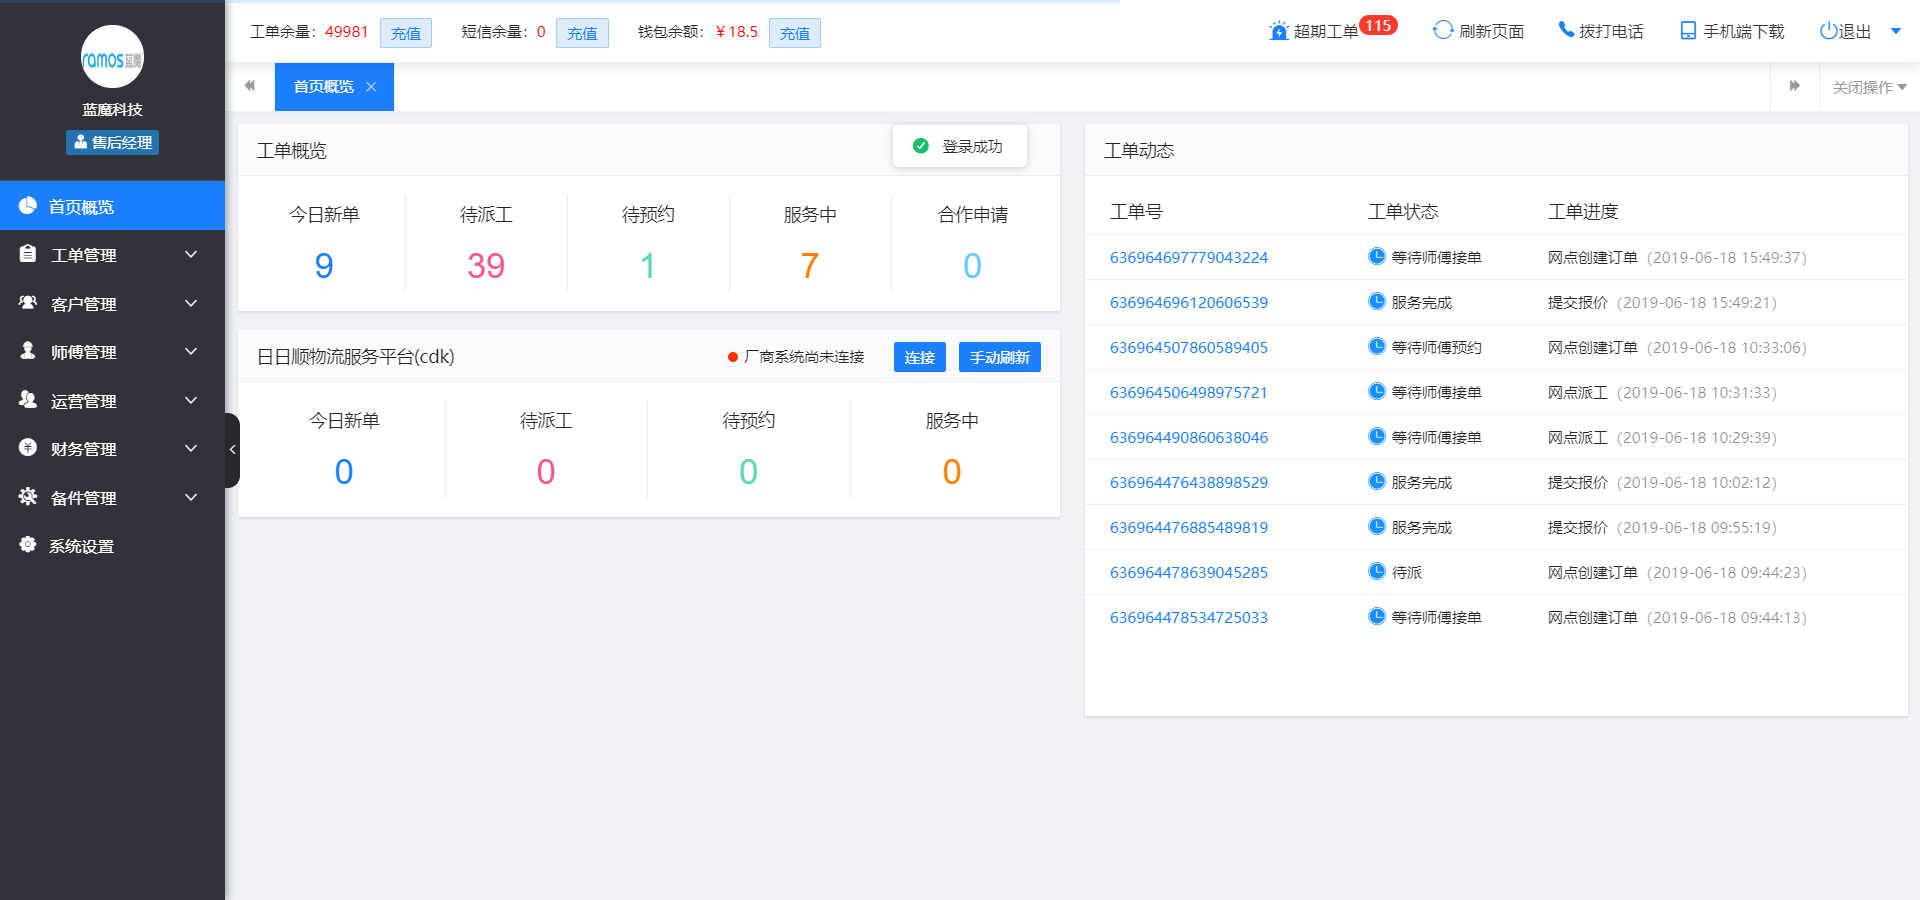 ramos蓝魔
蓝魔科技
售后经理
首页概览
工单管理
客户管理
师傅管理
运营管理
财务管理
备件管理
系统设置
工单余量：49981 充值 短信余量：0 充值 钱包余额：￥18.5 充值
超期工单 115 刷新页面 拨打电话 手机端下载 退出
首页概览
关闭操作
工单概览
登录成功
今日新单 待派工 待预约 服务中 合作申请
9 39 1 7 0
日日顺物流服务平台(cdk) 厂商系统尚未连接 连接 手动刷新
今日新单 待派工 待预约 服务中
0 0 0 0
工单动态
工单号 工单状态 工单进度
636964697779043224 等待师傅接单 网点创建订单 (2019-06-18 15:49:37)
636964696120606539 服务完成 提交报价 (2019-06-18 15:49:21)
636964507860589405 等待师傅预约 网点创建订单 (2019-06-18 10:33:06)
636964506498975721 等待师傅接单 网点派工 (2019-06-18 10:31:33)
636964490860638046 等待师傅接单 网点派工 (2019-06-18 10:29:39)
636964476438898529 服务完成 提交报价 (2019-06-18 10:02:12)
636964476885489819 服务完成 提交报价 (2019-06-18 09:55:19)
636964478639045285 待派 网点创建订单 (2019-06-18 09:44:23)
636964478534725033 等待师傅接单 网点创建订单 (2019-06-18 09:44:13)